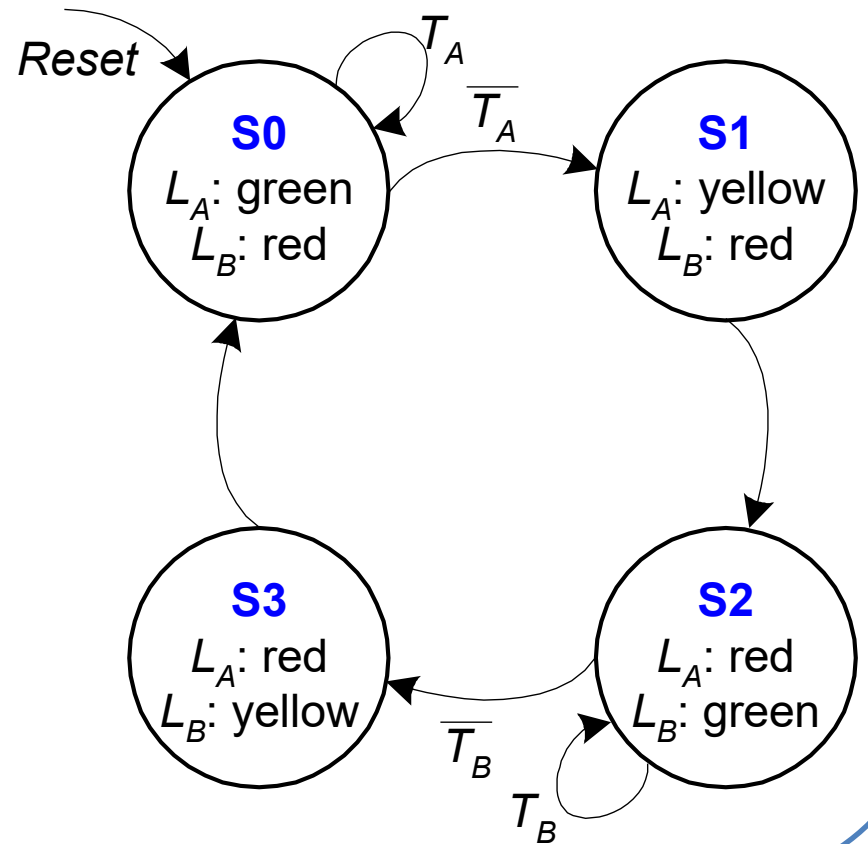 Reset
T_A
T̅_A̅
S0
L_A: green
L_B: red
S1
L_A: yellow
L_B: red
S3
L_A: red
L_B: yellow
S2
L_A: red
L_B: green
T̅_B̅
T_B